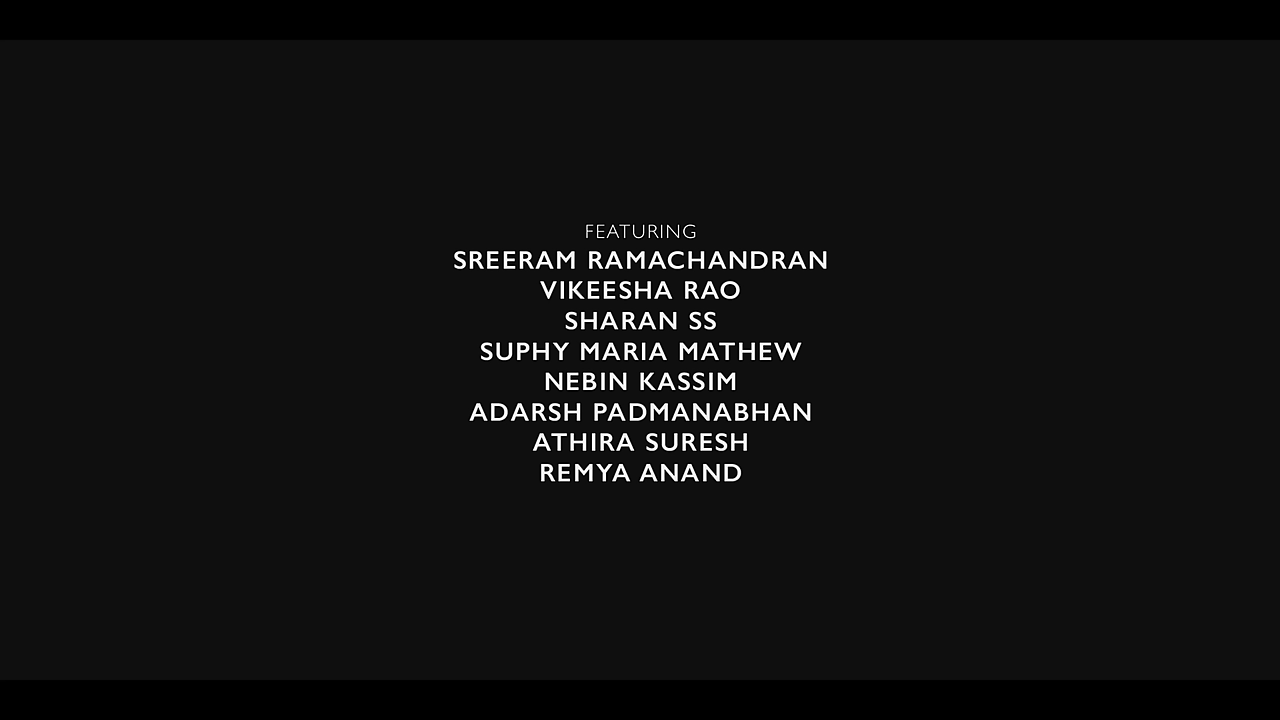 FEATURING
SREERAM RAMACHANDRAN
VIKEESHA RAO
SHARAN SS
SUPHY MARIA MATHEW
NEBIN KASSIM
ADARSH PADMANABHAN
ATHIRA SURESH
REMYA ANAND